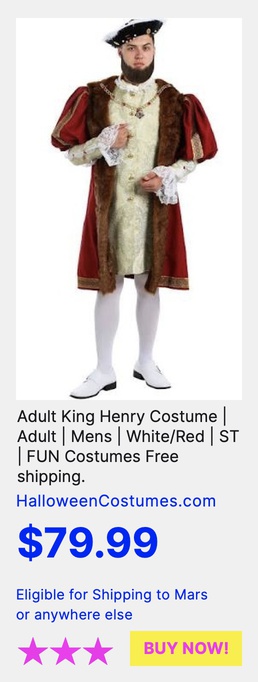 Adult King Henry Costume |
Adult | Mens | White/Red | ST
| FUN Costumes Free
shipping.
HalloweenCostumes.com
$79.99
Eligible for Shipping to Mars
or anywhere else
BUY NOW!